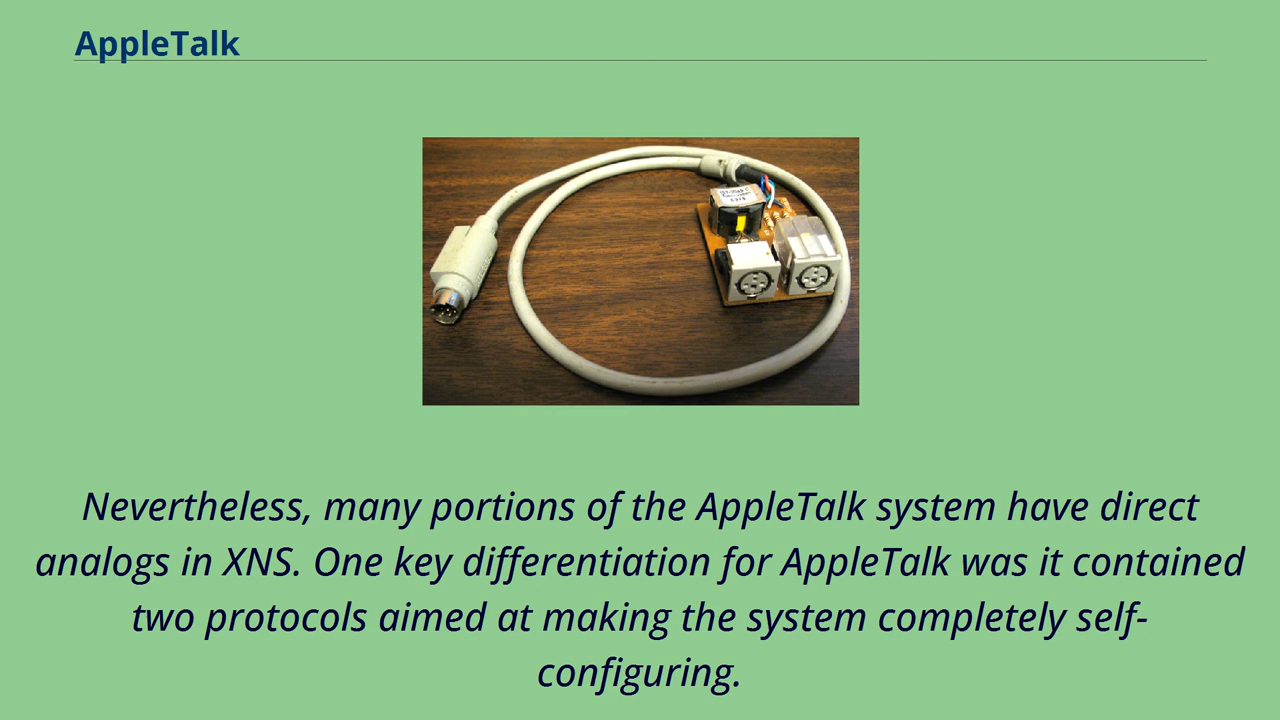 AppleTalk
Nevertheless, many portions of the AppleTalk system have direct
analogs in XNS. One key differentiation for AppleTalk was it contained
two protocols aimed at making the system completely self-
configuring.